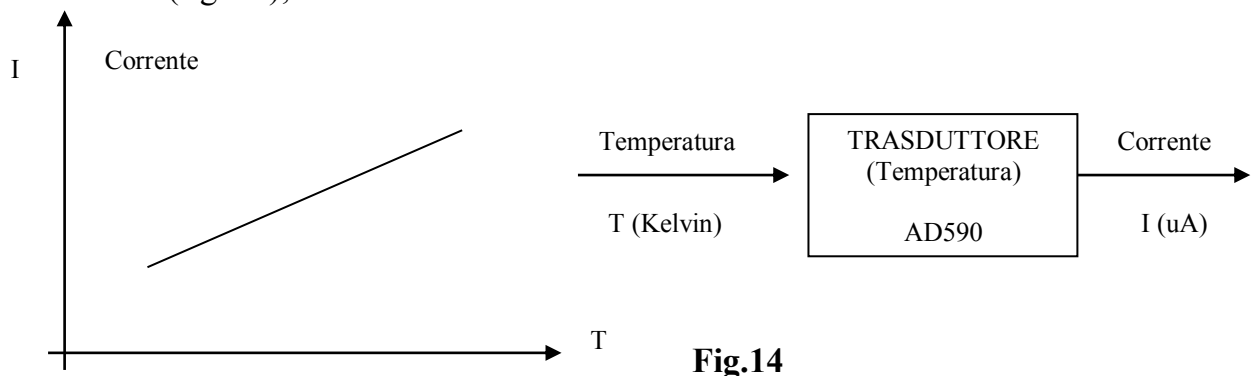 I
Corrente
T
Temperatura
T (Kelvin)
TRASDUTTORE
(Temperatura)
AD590
Corrente
I (uA)
Fig.14